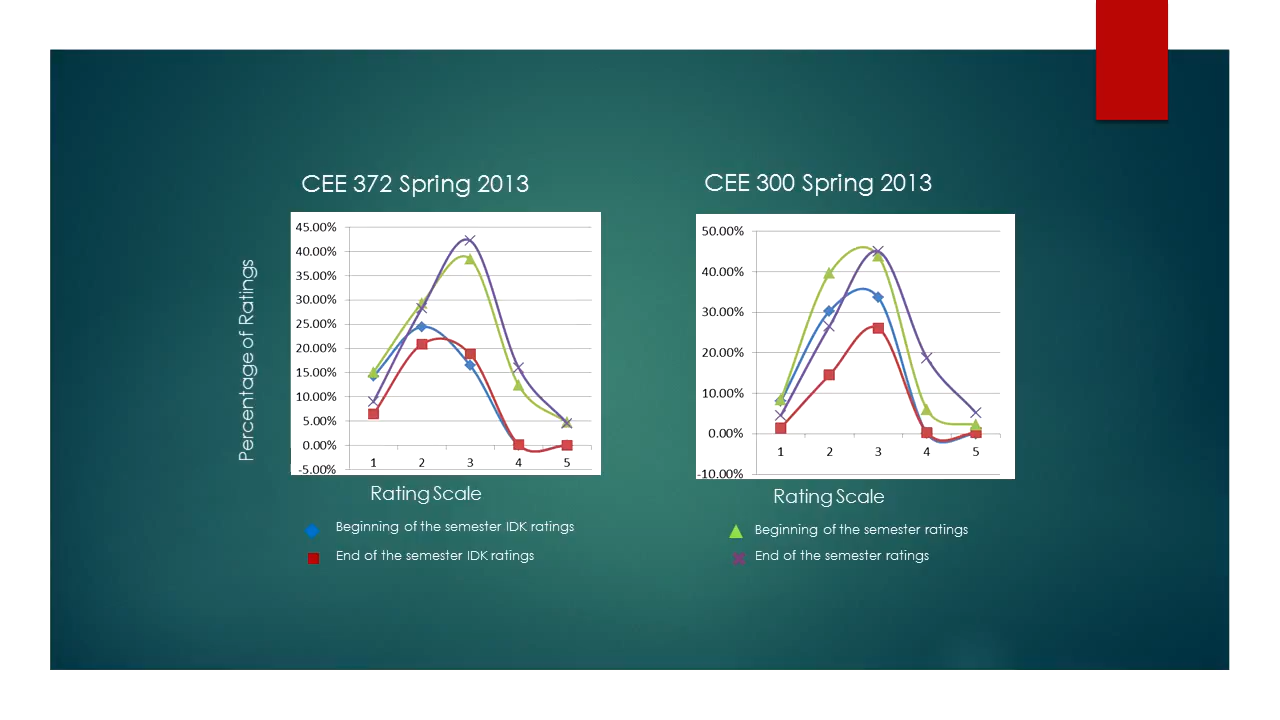 CEE 372 Spring 2013
Percentage of Ratings
45.00%
40.00%
35.00%
30.00%
25.00%
20.00%
15.00%
10.00%
5.00%
0.00%
-5.00%
1 2 3 4 5
Rating Scale
Beginning of the semester IDK ratings
End of the semester IDK ratings
CEE 300 Spring 2013
50.00%
40.00%
30.00%
20.00%
10.00%
0.00%
-10.00%
1 2 3 4 5
Rating Scale
Beginning of the semester ratings
End of the semester ratings